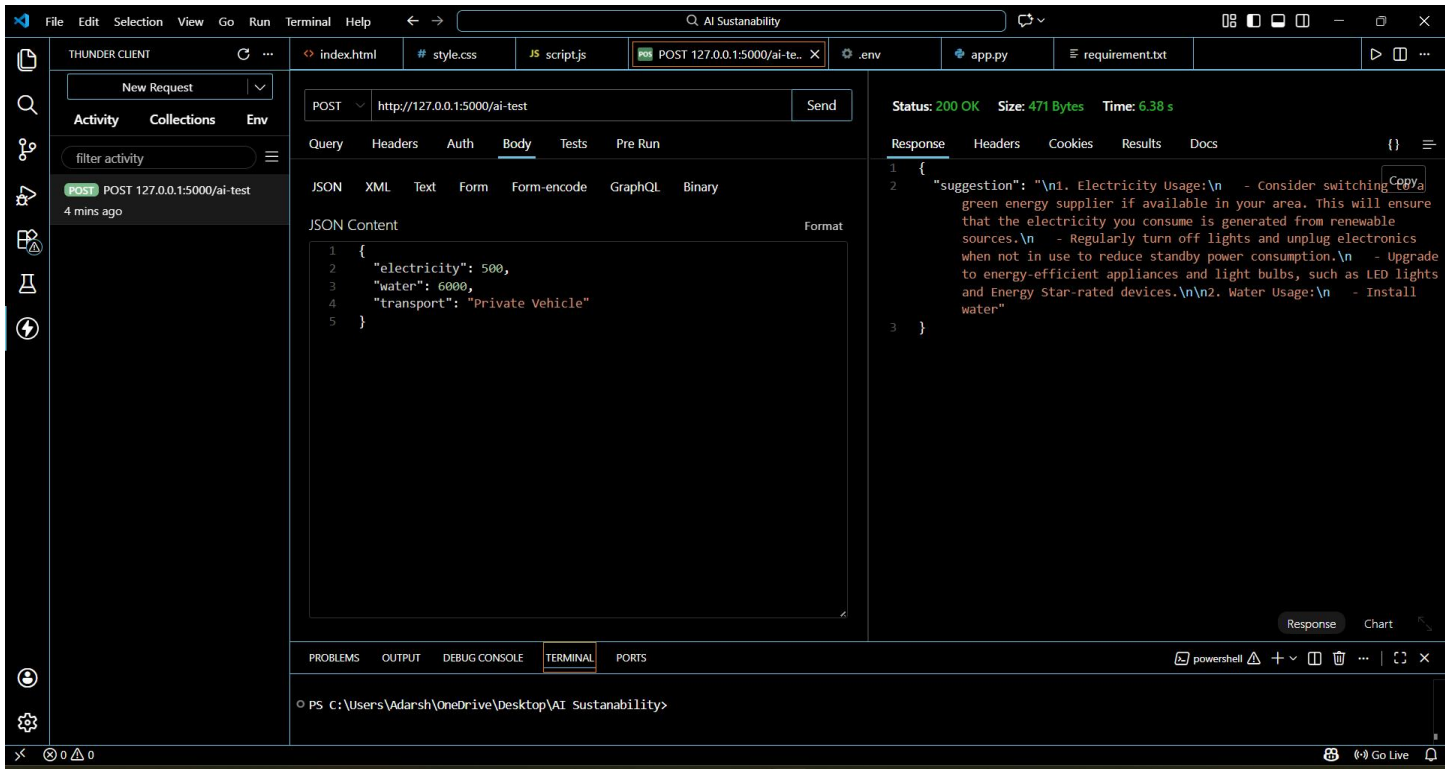 File Edit Selection View Go Run Terminal Help
AI Sustanability
THUNDER CLIENT
New Request
Activity Collections Env
filter activity
POST POST 127.0.0.1:5000/ai-test
4 mins ago
index.html # style.css JS script.js POS POST 127.0.0.1:5000/ai-te.. .env app.py requirement.txt
POST http://127.0.0.1:5000/ai-test Send
Query Headers Auth Body Tests Pre Run
JSON XML Text Form Form-encode GraphQL Binary
JSON Content Format
1 {
2 "electricity": 500,
3 "water": 6000,
4 "transport": "Private Vehicle"
5 }
Status: 200 OK Size: 471 Bytes Time: 6.38 s
Response Headers Cookies Results Docs {}
Copy
1 {
2 "suggestion": "\n1. Electricity Usage:\n   - Consider switching to a
green energy supplier if available in your area. This will ensure
that the electricity you consume is generated from renewable
sources.\n   - Regularly turn off lights and unplug electronics
when not in use to reduce standby power consumption.\n   - Upgrade
to energy-efficient appliances and light bulbs, such as LED lights
and Energy Star-rated devices.\n\n2. Water Usage:\n   - Install
water"
3 }
Response Chart
PROBLEMS OUTPUT DEBUG CONSOLE TERMINAL PORTS
powershell
PS C:\Users\Adarsh\OneDrive\Desktop\AI Sustanability>
0 0
Go Live